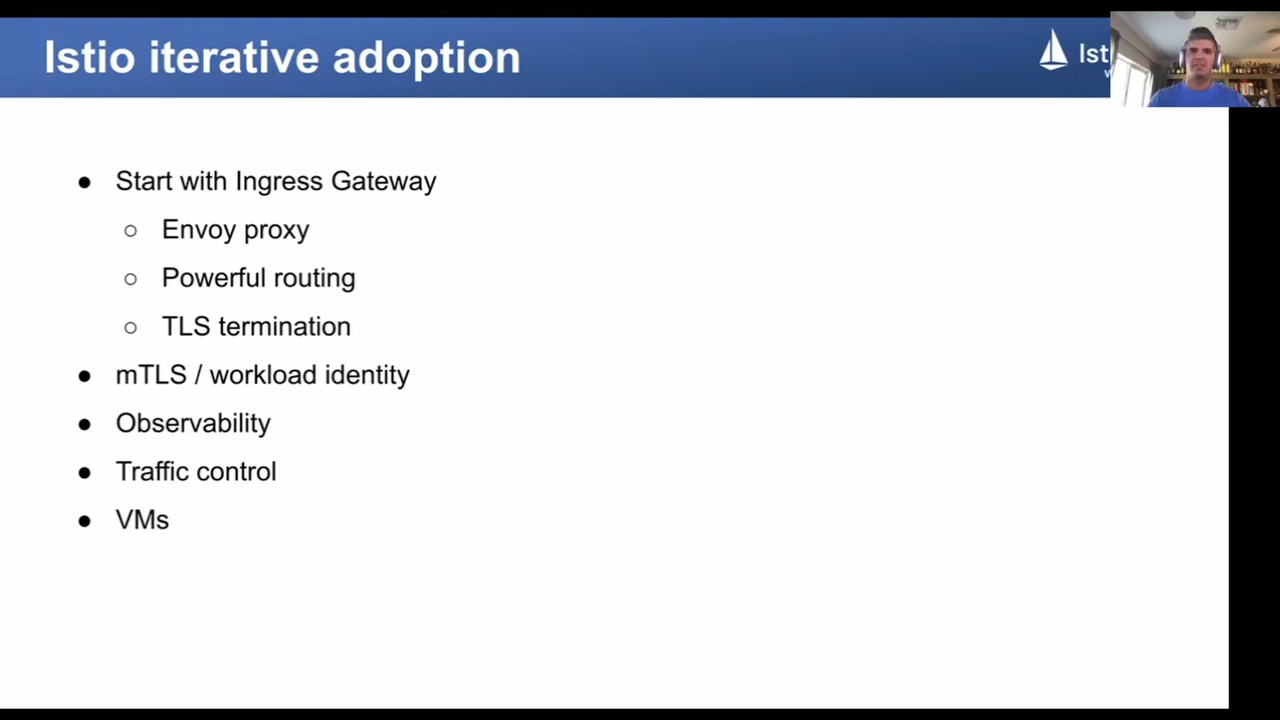 Istio iterative adoption
Ist
● Start with Ingress Gateway
○ Envoy proxy
○ Powerful routing
○ TLS termination
● mTLS / workload identity
● Observability
● Traffic control
● VMs